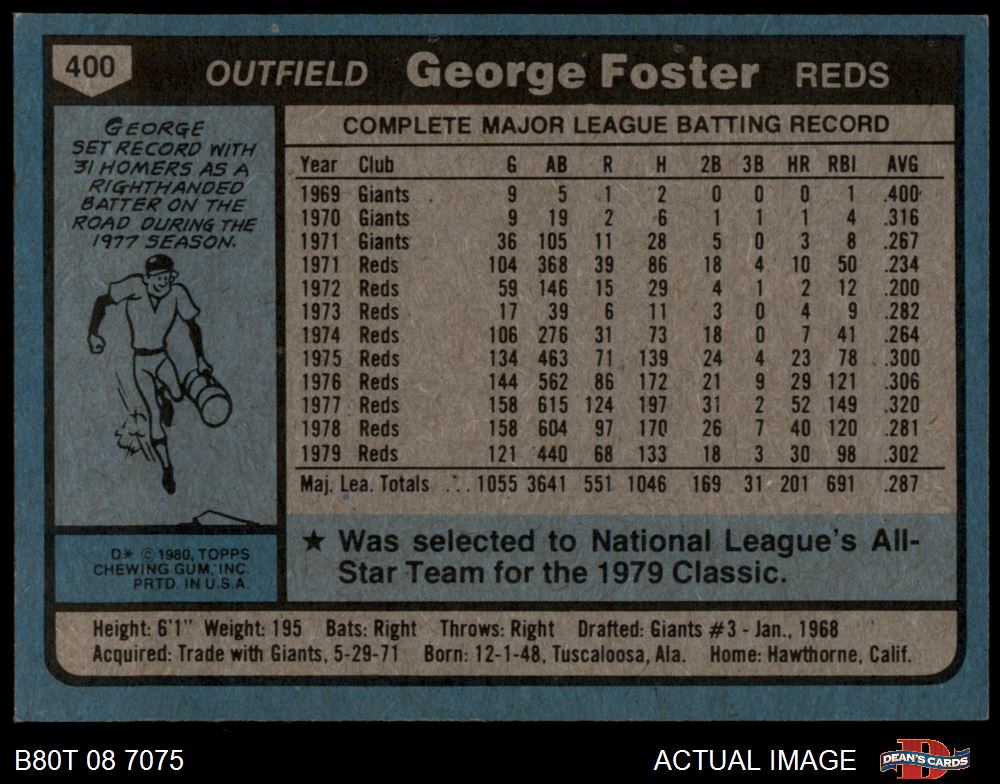 400
OUTFIELD George Foster REDS
GEORGE
SET RECORD WITH
31 HOMERS AS A
RIGHTHANDED
BATTER ON THE
ROAD DURING THE
1977 SEASON.
D* © 1980, TOPPS
CHEWING GUM, INC.
PRTD. IN U.S.A.
COMPLETE MAJOR LEAGUE BATTING RECORD
Year Club G AB R H 2B 3B HR RBI AVG
1969 Giants 9 5 1 2 0 0 0 1 .400
1970 Giants 9 19 2 6 1 1 1 4 .316
1971 Giants 36 105 11 28 5 0 3 8 .267
1971 Reds 104 368 39 86 18 4 10 50 .234
1972 Reds 59 146 15 29 4 1 2 12 .200
1973 Reds 17 39 6 11 3 0 4 9 .282
1974 Reds 106 276 31 73 18 0 7 41 .264
1975 Reds 134 463 71 139 24 4 23 78 .300
1976 Reds 144 562 86 172 21 9 29 121 .306
1977 Reds 158 615 124 197 31 2 52 149 .320
1978 Reds 158 604 97 170 26 7 40 120 .281
1979 Reds 121 440 68 133 18 3 30 98 .302
Maj. Lea. Totals ... 1055 3641 551 1046 169 31 201 691 .287
★ Was selected to National League's All-
Star Team for the 1979 Classic.
Height: 6'1" Weight: 195 Bats: Right Throws: Right Drafted: Giants #3 - Jan., 1968
Acquired: Trade with Giants, 5-29-71 Born: 12-1-48, Tuscaloosa, Ala. Home: Hawthorne, Calif.
B80T 08 7075 ACTUAL IMAGE
D
DEAN'S CARDS